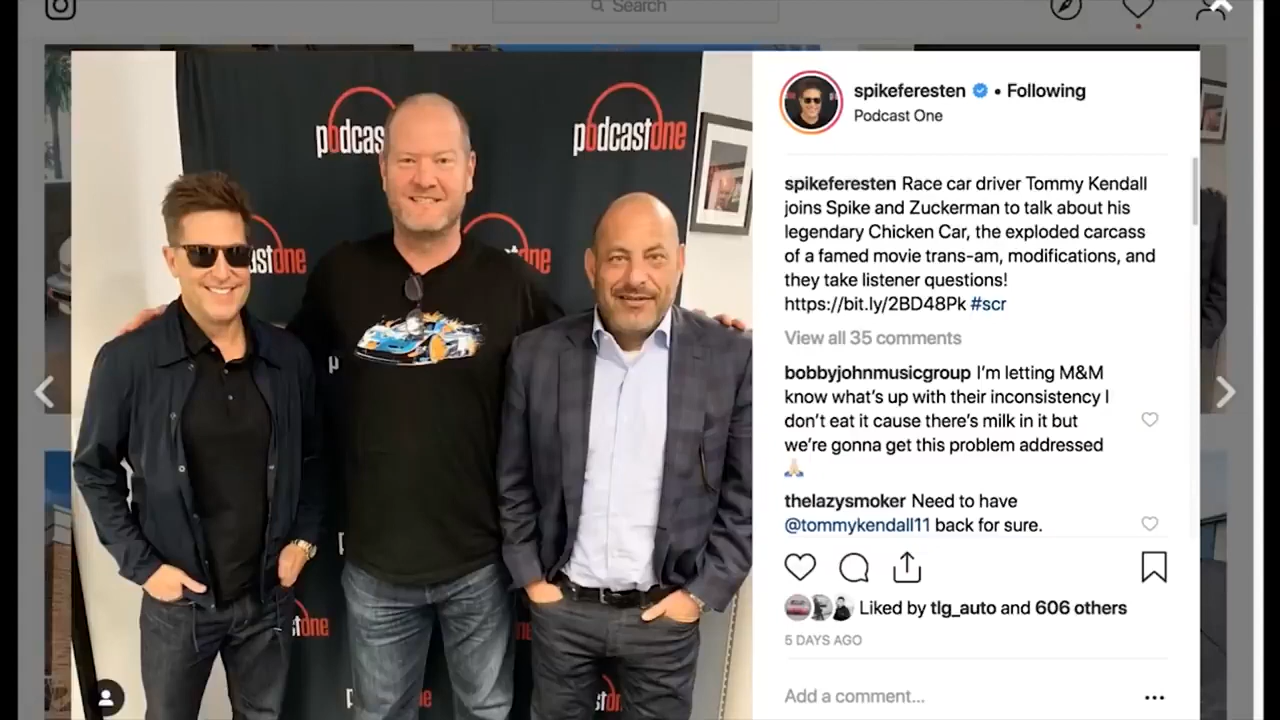 Search
podcastone
podcas
astone
one
stone
one
spikeferesten • Following
Podcast One
spikeferesten Race car driver Tommy Kendall
joins Spike and Zuckerman to talk about his
legendary Chicken Car, the exploded carcass
of a famed movie trans-am, modifications, and
they take listener questions!
https://bit.ly/2BD48Pk #scr
View all 35 comments
bobbyjohnmusicgroup I’m letting M&M
know what’s up with their inconsistency I
don’t eat it cause there’s milk in it but
we’re gonna get this problem addressed
🙏🏻
thelazysmoker Need to have
@tommykendall11 back for sure.
Liked by tlg_auto and 606 others
5 DAYS AGO
Add a comment...